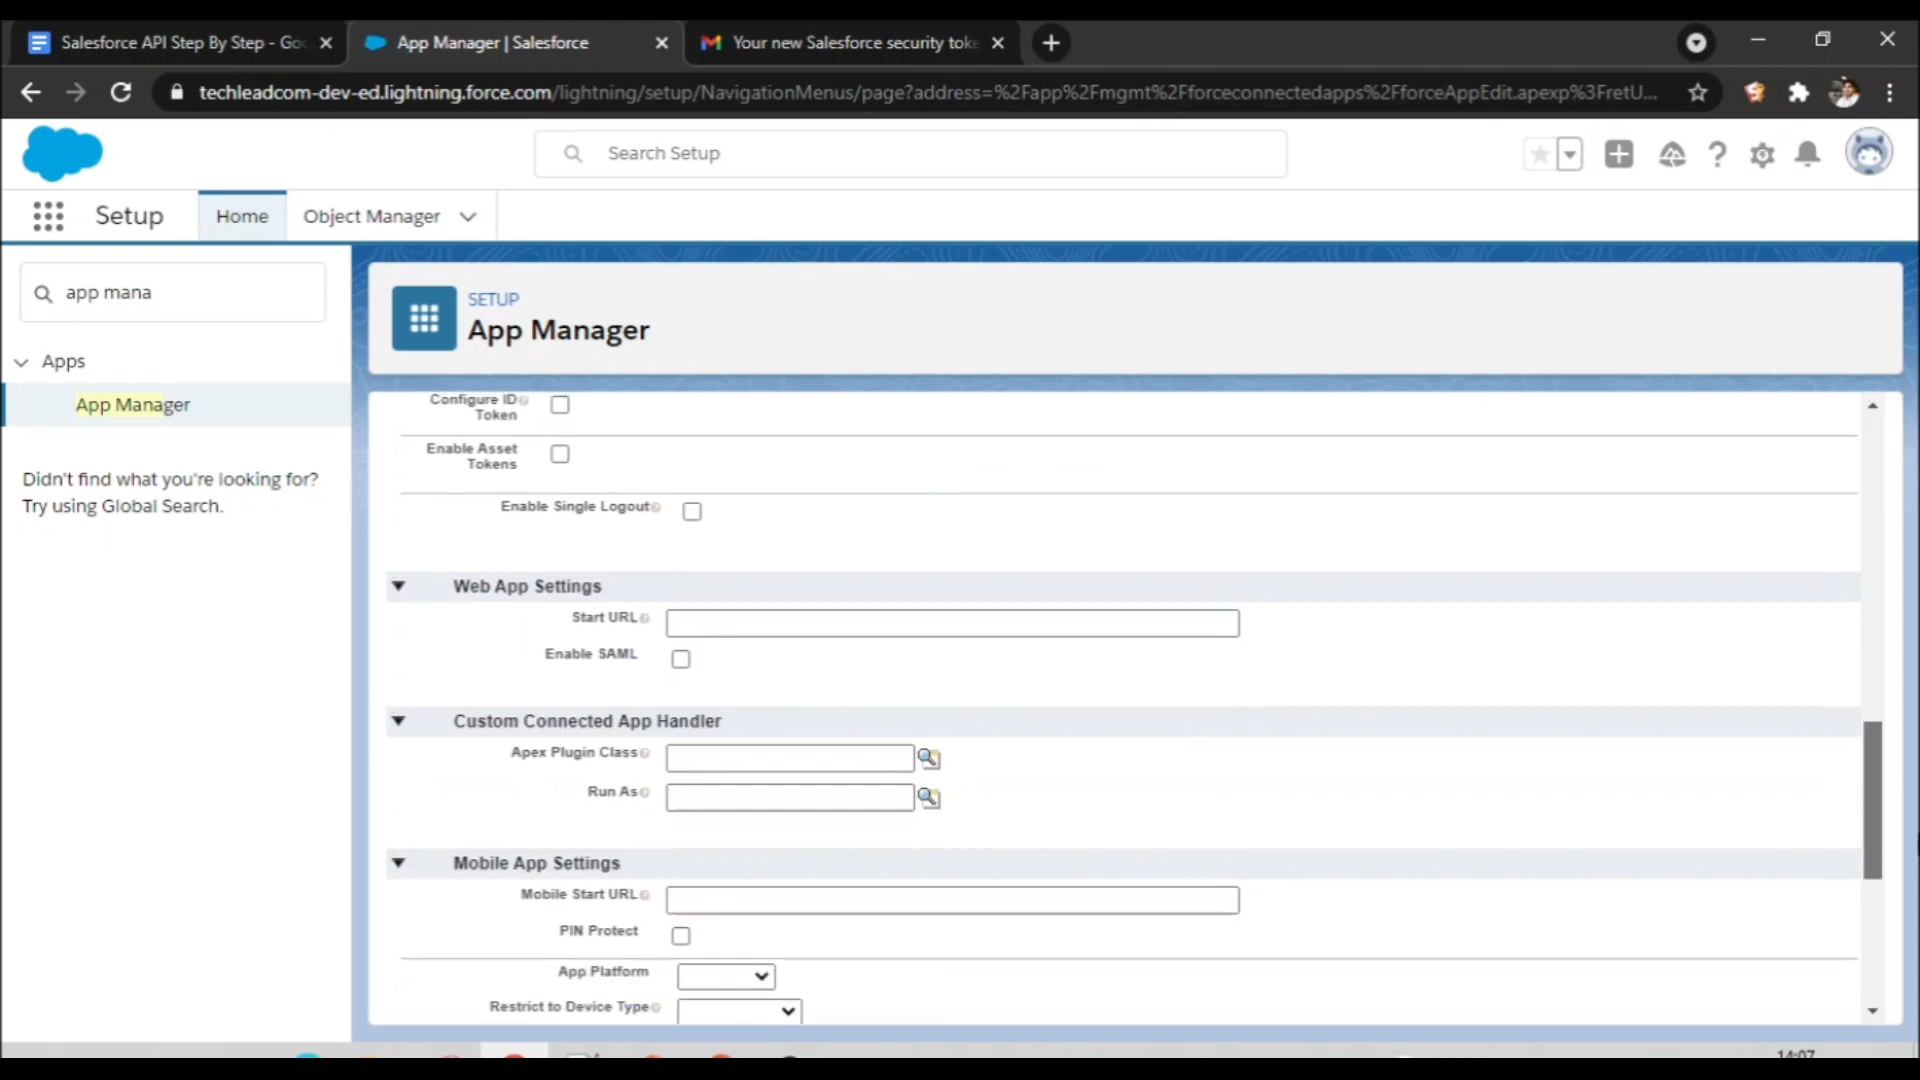 Salesforce API Step By Step - Goo
App Manager | Salesforce
Your new Salesforce security toke
techleadcom-dev-ed.lightning.force.com/lightning/setup/NavigationMenus/page?address=%2Fapp%2Fmgmt%2Fforceconnectedapps%2FforceAppEdit.apexp%3FretU...
Search Setup
Setup
Home
Object Manager
app mana
SETUP
App Manager
Apps
App Manager
Didn't find what you're looking for?
Try using Global Search.
Configure ID
Token
Enable Asset
Tokens
Enable Single Logout
Web App Settings
Start URL
Enable SAML
Custom Connected App Handler
Apex Plugin Class
Run As
Mobile App Settings
Mobile Start URL
PIN Protect
App Platform
Restrict to Device Type
14:07